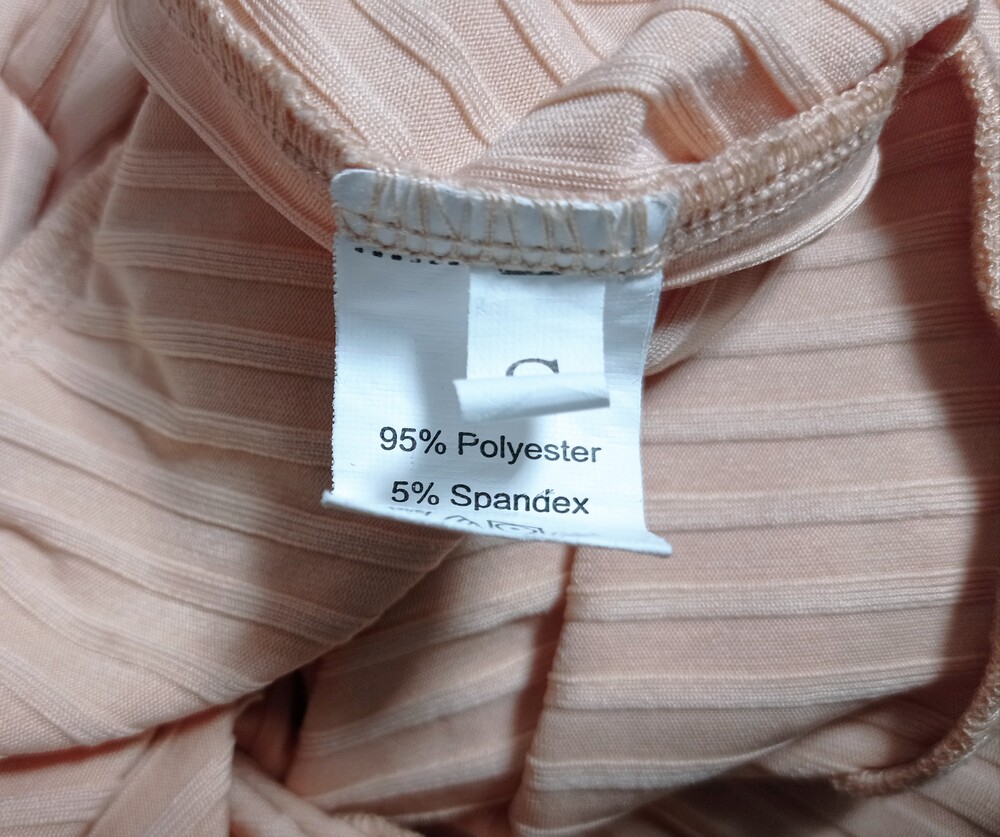 95% Polyester
5% Spandex